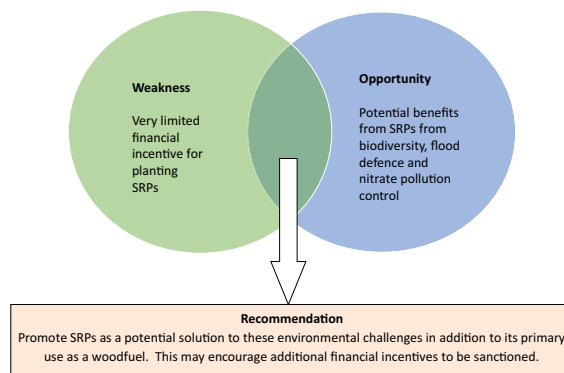 Weakness
Very limited
financial
incentive for
planting
SRPs
Opportunity
Potential benefits
from SRPs from
biodiversity, flood
defence and
nitrate pollution
control
Recommendation
Promote SRPs as a potential solution to these environmental challenges in addition to its primary
use as a woodfuel. This may encourage additional financial incentives to be sanctioned.